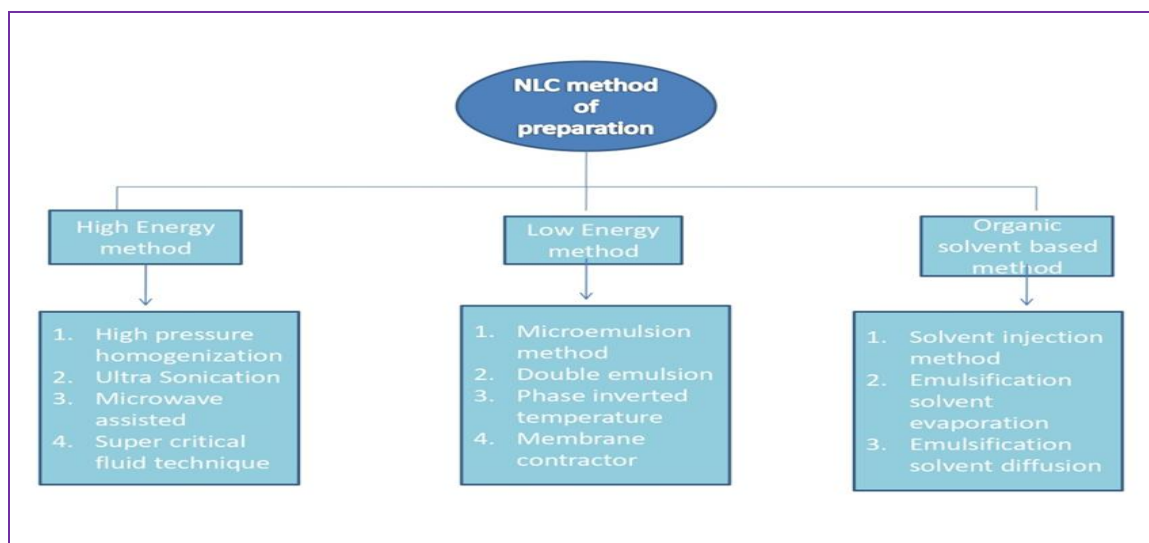 NLC method
of
preparation
High Energy
method
Low Energy
method
Organic
solvent based
method
1. High pressure
homogenization
2. Ultra Sonication
3. Microwave
assisted
4. Super critical
fluid technique
1. Microemulsion
method
2. Double emulsion
3. Phase inverted
temperature
4. Membrane
contractor
1. Solvent injection
method
2. Emulsification
solvent
evaporation
3. Emulsification
solvent diffusion